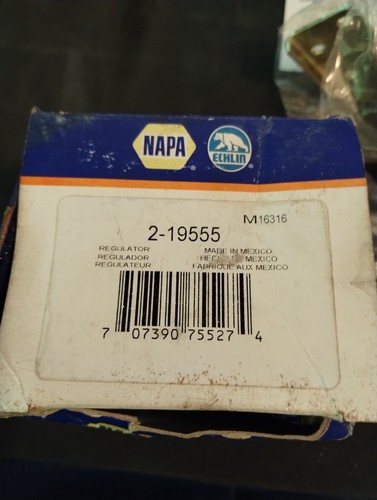 NAPA
ECHLIN
M16316
2-19555
REGULATOR MADE IN MEXICO
REGULADOR MEXICO
REGULATEUR FABRIQUE AUX MEXICO
7 07390 75527 4